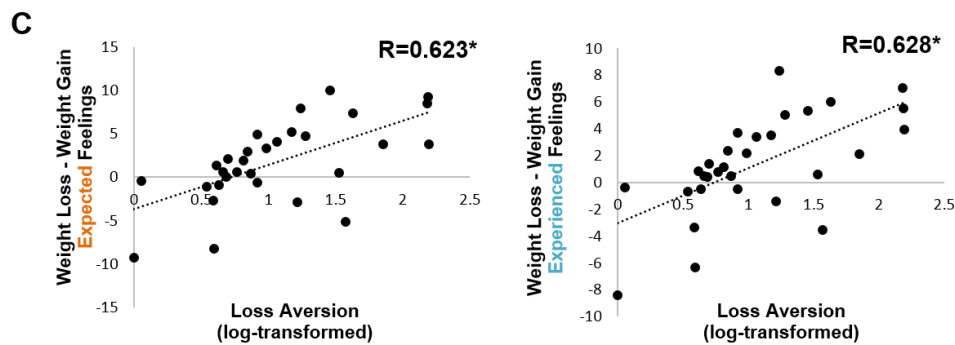 C
R=0.623*
Weight Loss - Weight Gain
Expected Feelings
15
10
5
0
-5
-10
-15
0
0.5
1
1.5
2
2.5
Loss Aversion
(log-transformed)
R=0.628*
Weight Loss - Weight Gain
Experienced Feelings
10
8
6
4
2
0
-2
-4
-6
-8
-10
0
0.5
1
1.5
2
2.5
Loss Aversion
(log-transformed)